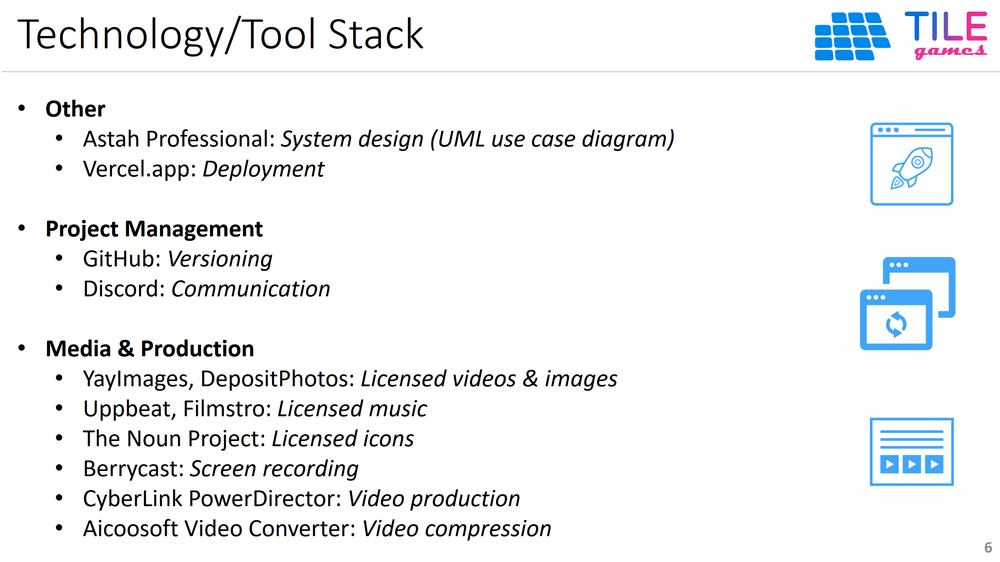 Technology/Tool Stack
TILE
games
• Other
• Astah Professional: System design (UML use case diagram)
• Vercel.app: Deployment
• Project Management
• GitHub: Versioning
• Discord: Communication
• Media & Production
• YayImages, DepositPhotos: Licensed videos & images
• Uppbeat, Filmstro: Licensed music
• The Noun Project: Licensed icons
• Berrycast: Screen recording
• CyberLink PowerDirector: Video production
• Aicoosoft Video Converter: Video compression
6